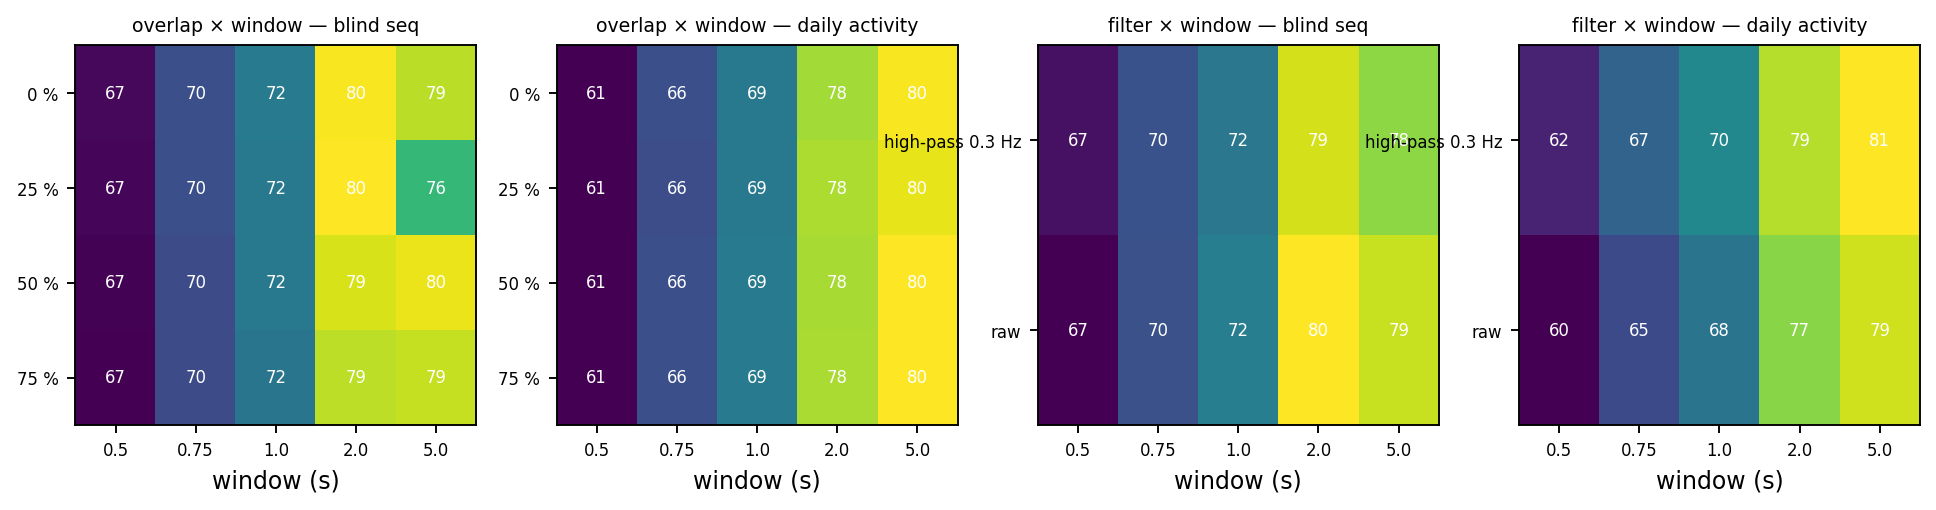 overlap × window — blind seq
0 % 67 70 72 80 79
25 % 67 70 72 80 76
50 % 67 70 72 79 80
75 % 67 70 72 79 79
0.5 0.75 1.0 2.0 5.0
window (s)
overlap × window — daily activity
0 % 61 66 69 78 80
25 % 61 66 69 78 80
50 % 61 66 69 78 80
75 % 61 66 69 78 80
0.5 0.75 1.0 2.0 5.0
window (s)
filter × window — blind seq
high-pass 0.3 Hz 67 70 72 79 78
raw 67 70 72 80 79
0.5 0.75 1.0 2.0 5.0
window (s)
filter × window — daily activity
high-pass 0.3 Hz 62 67 70 79 81
raw 60 65 68 77 79
0.5 0.75 1.0 2.0 5.0
window (s)